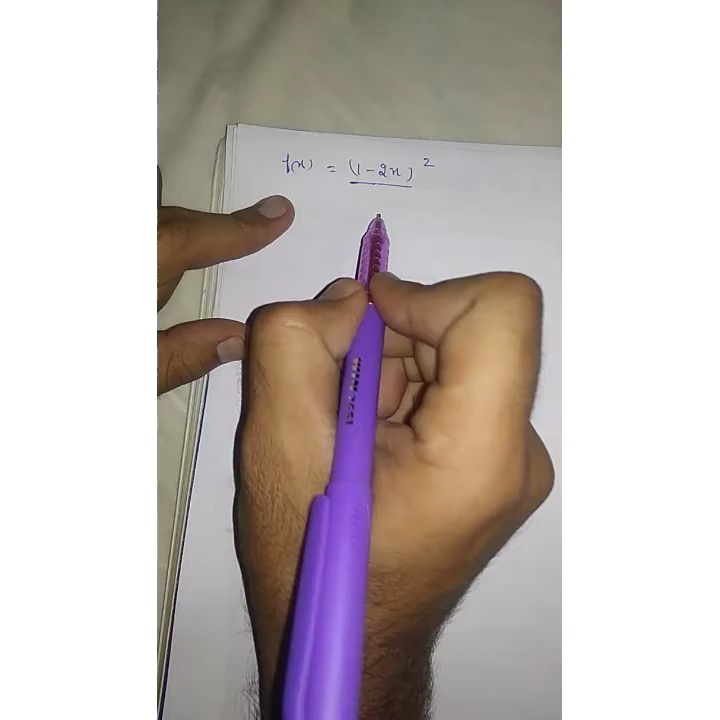 f(x) = (1-2x)²